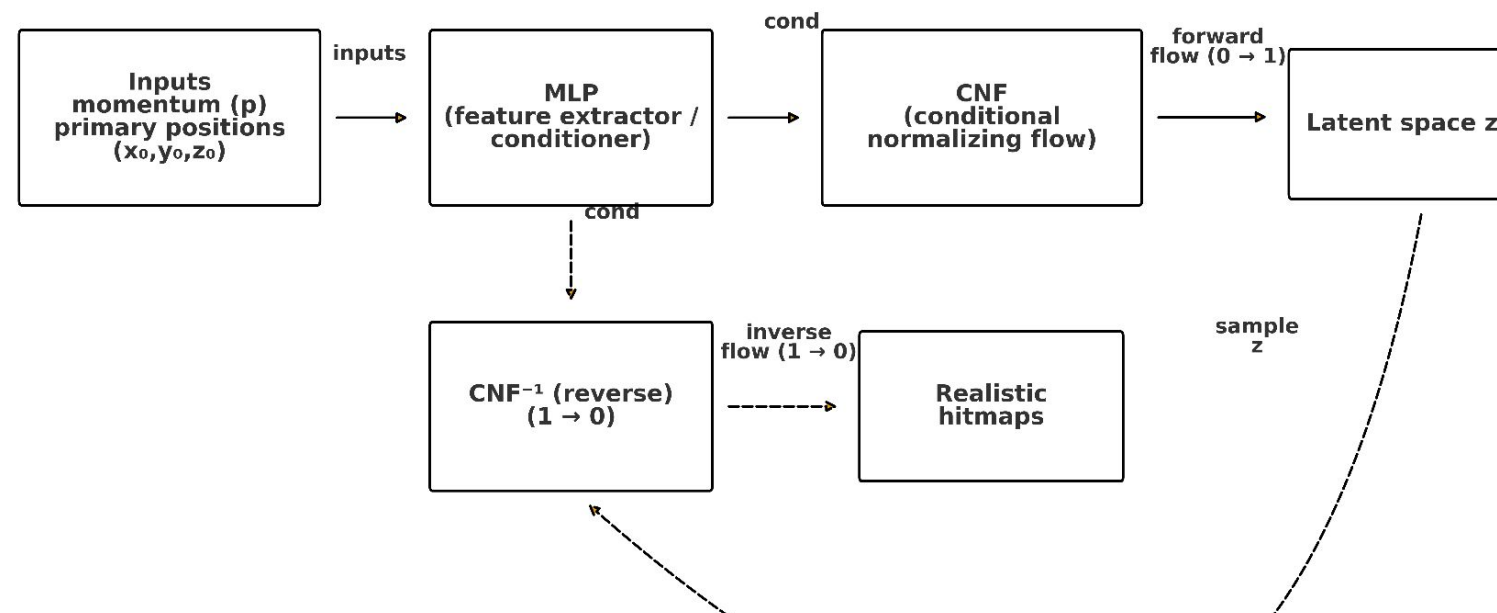 Inputs
momentum (p)
primary positions
(x₀,y₀,z₀)
inputs
MLP
(feature extractor /
conditioner)
cond
CNF
(conditional
normalizing flow)
forward
flow (0 → 1)
Latent space z
cond
CNF⁻¹ (reverse)
(1 → 0)
inverse
flow (1 → 0)
Realistic
hitmaps
sample
z